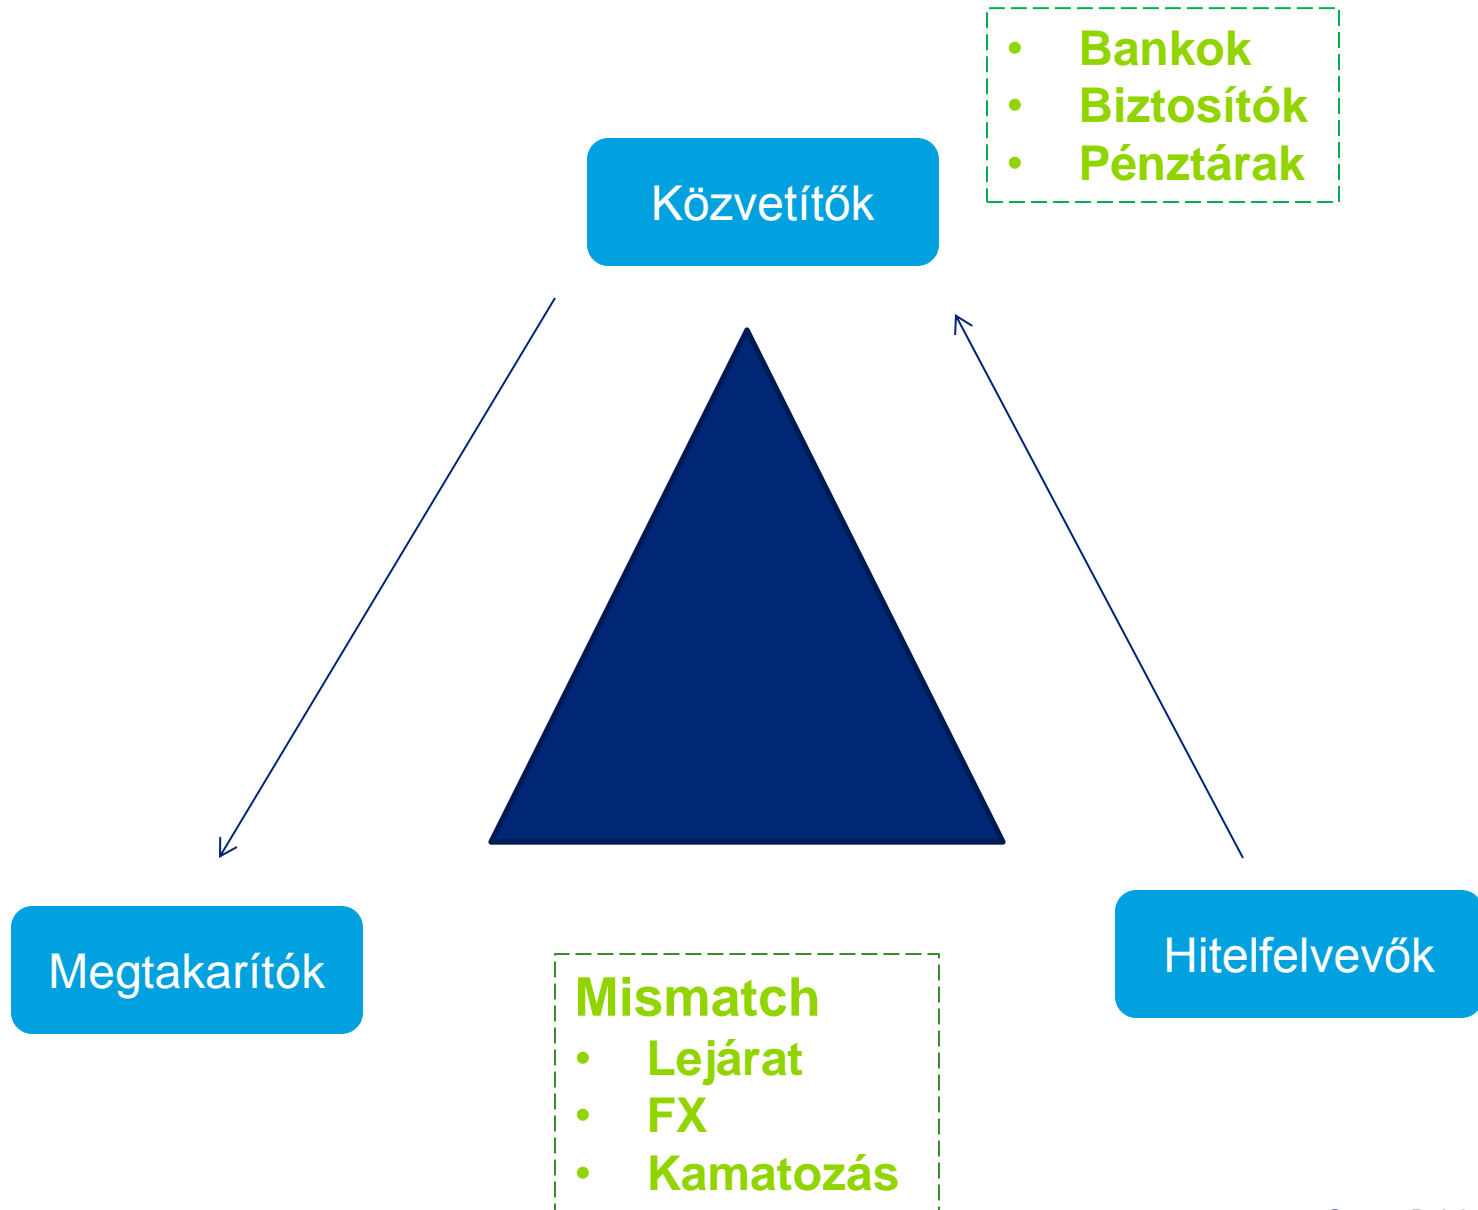 • Bankok
• Biztosítók
• Pénztárak
Közvetítők
Megtakarítók
Hitelfelvevők
Mismatch
• Lejárat
• FX
• Kamatozás